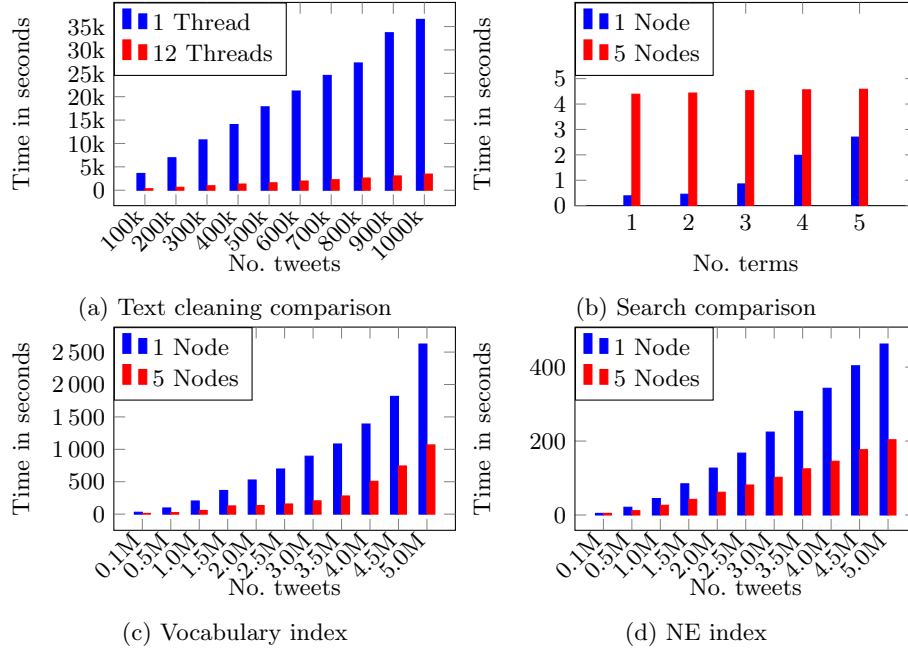 1 Thread
12 Threads
35k
30k
25k
20k
15k
10k
5k
0
Time in seconds
100k
200k
300k
400k
500k
600k
700k
800k
900k
1000k
No. tweets
(a) Text cleaning comparison
1 Node
5 Nodes
5
4
3
2
1
0
Time in seconds
1 2 3 4 5
No. terms
(b) Search comparison
1 Node
5 Nodes
2 500
2 000
1 500
1 000
500
0
Time in seconds
0.1M
0.5M
1.0M
1.5M
2.0M
2.5M
3.0M
3.5M
4.0M
4.5M
5.0M
No. tweets
(c) Vocabulary index
1 Node
5 Nodes
400
200
0
Time in seconds
0.1M
0.5M
1.0M
1.5M
2.0M
2.5M
3.0M
3.5M
4.0M
4.5M
5.0M
No. tweets
(d) NE index